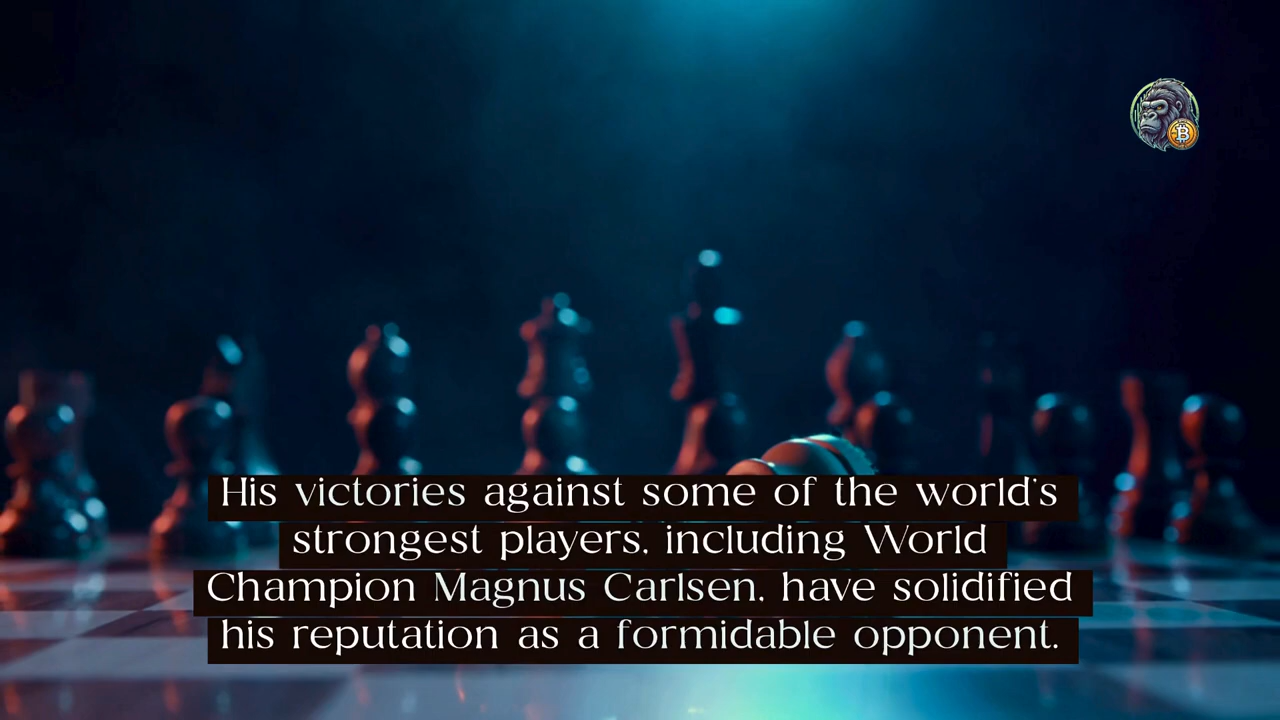 His victories against some of the world's
strongest players, including World
Champion Magnus Carlsen, have solidified
his reputation as a formidable opponent.